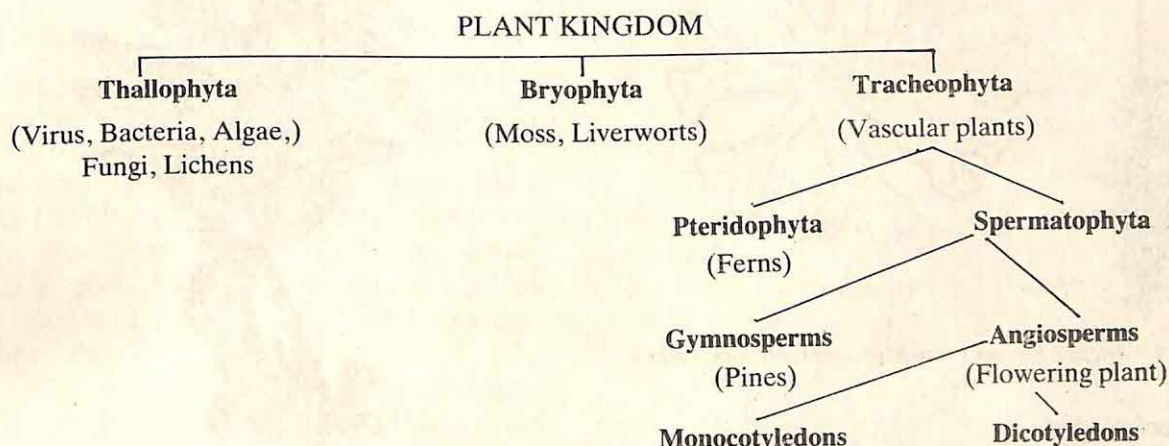 PLANT KINGDOM
Thallophyta
(Virus, Bacteria, Algae,)
Fungi, Lichens
Bryophyta
(Moss, Liverworts)
Tracheophyta
(Vascular plants)
Pteridophyta
(Ferns)
Spermatophyta
Gymnosperms
(Pines)
Angiosperms
(Flowering plant)
Monocotyledons
Dicotyledons